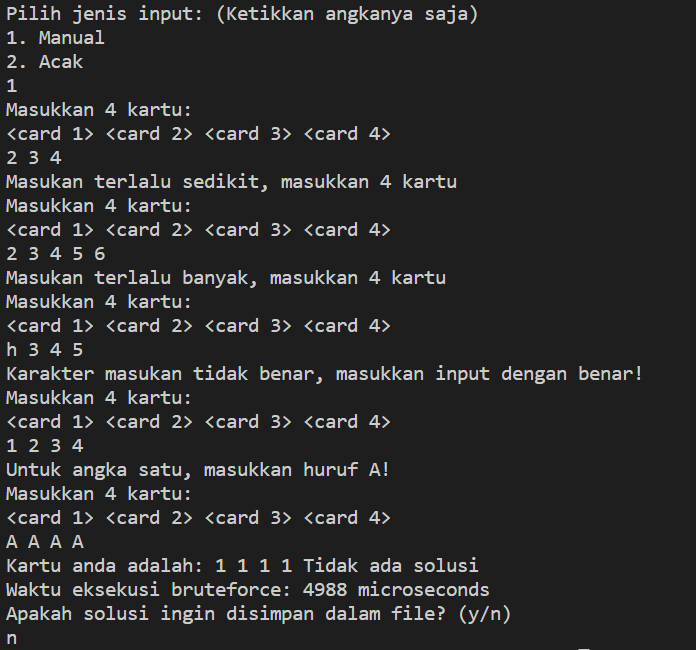 Pilih jenis input: (Ketikkan angkanya saja)
1. Manual
2. Acak
1
Masukkan 4 kartu:
<card 1> <card 2> <card 3> <card 4>
2 3 4
Masukan terlalu sedikit, masukkan 4 kartu
Masukkan 4 kartu:
<card 1> <card 2> <card 3> <card 4>
2 3 4 5 6
Masukan terlalu banyak, masukkan 4 kartu
Masukkan 4 kartu:
<card 1> <card 2> <card 3> <card 4>
h 3 4 5
Karakter masukan tidak benar, masukkan input dengan benar!
Masukkan 4 kartu:
<card 1> <card 2> <card 3> <card 4>
1 2 3 4
Untuk angka satu, masukkan huruf A!
Masukkan 4 kartu:
<card 1> <card 2> <card 3> <card 4>
A A A A
Kartu anda adalah: 1 1 1 1 Tidak ada solusi
Waktu eksekusi bruteforce: 4988 microseconds
Apakah solusi ingin disimpan dalam file? (y/n)
n